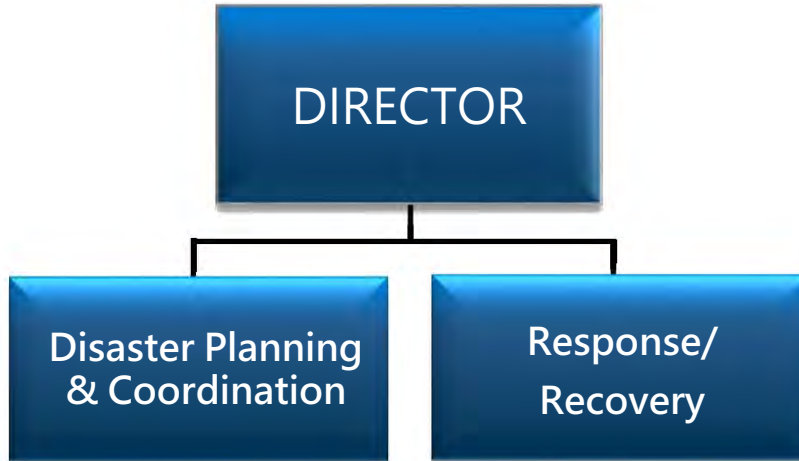 DIRECTOR
Disaster Planning
& Coordination
Response/
Recovery